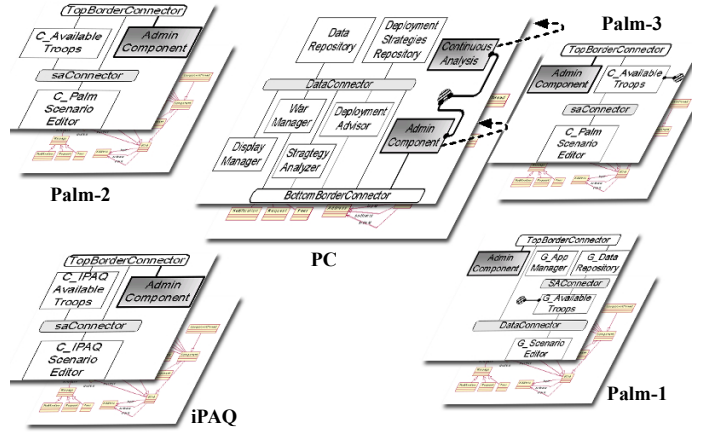 TopBorderConnector
C_Available
Troops
Admin
Component
saConnector
C_Palm
Scenario
Editor
Palm-2
Data
Repository
Deployment
Strategies
Repository
Continuous
Analysis
DataConnector
War
Manager
Deployment
Advisor
Admin
Component
Display
Manager
Stragtegy
Analyzer
BottomBorderConnector
PC
Palm-3
TopBorderConnector
Admin
Component
C_Available
Troops
saConnector
C_Palm
Scenario
Editor
TopBorderConnector
C_IPAQ
Available
Troops
Admin
Component
saConnector
C_IPAQ
Scenario
Editor
iPAQ
TopBorderConnector
Admin
Component
G_App
Manager
G_Data
Repository
SAConnector
G_Available
Troops
DataConnector
G_Scenario
Editor
Palm-1